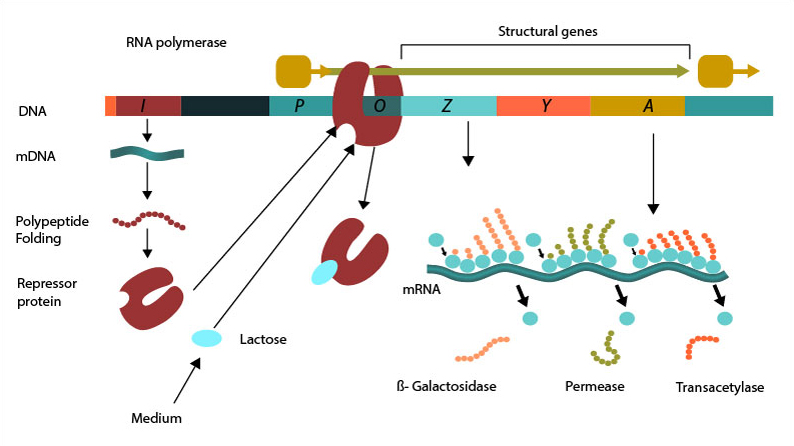 Structural genes
RNA polymerase
DNA
I
P
O
Z
Y
A
mDNA
Polypeptide
Folding
Repressor
protein
mRNA
Lactose
Medium
ß- Galactosidase
Permease
Transacetylase